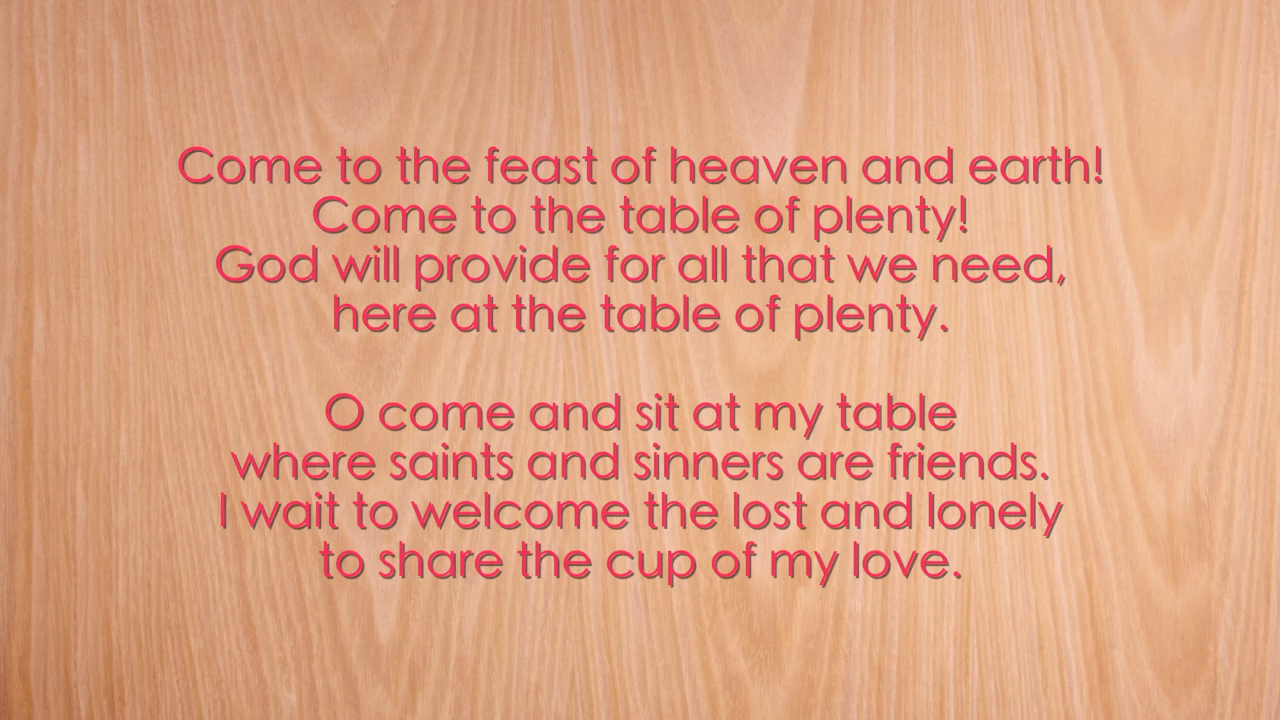 Come to the feast of heaven and earth!
Come to the table of plenty!
God will provide for all that we need,
here at the table of plenty.
O come and sit at my table
where saints and sinners are friends.
I wait to welcome the lost and lonely
to share the cup of my love.